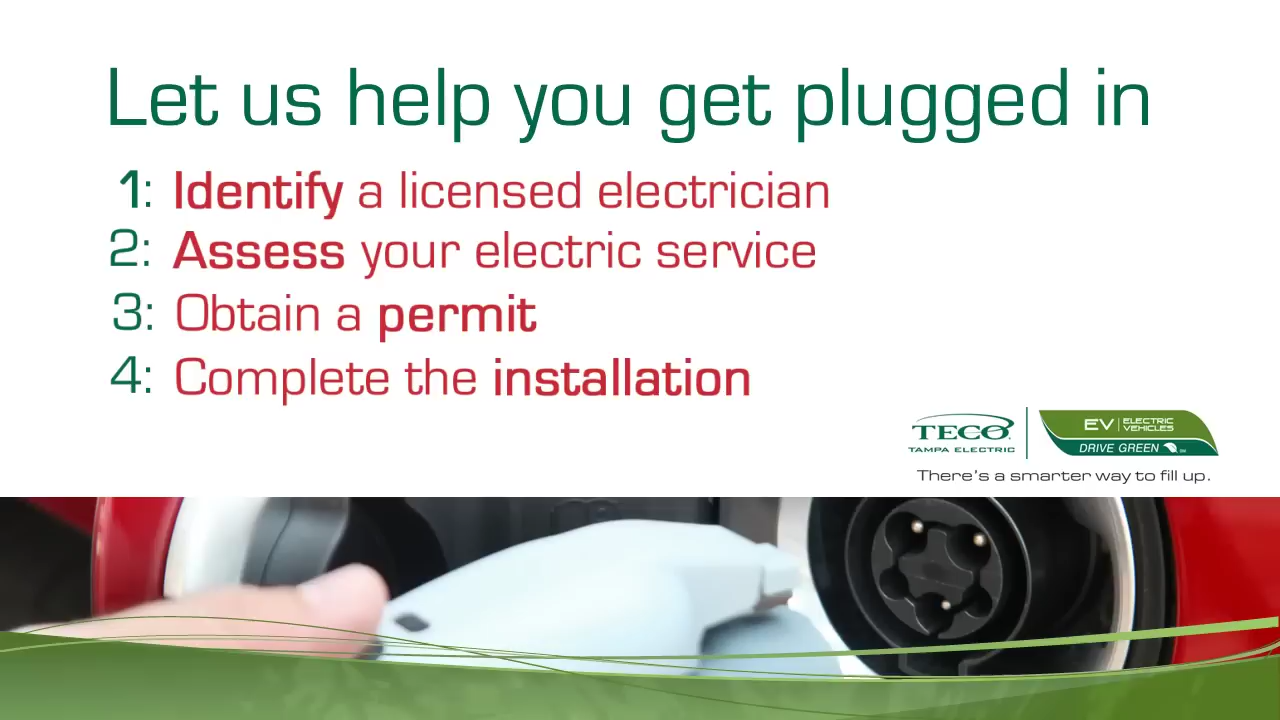 Let us help you get plugged in
1: Identify a licensed electrician
2: Assess your electric service
3: Obtain a permit
4: Complete the installation
TECO.
TAMPA ELECTRIC
EV | ELECTRIC VEHICLES
DRIVE GREEN SM
There's a smarter way to fill up.